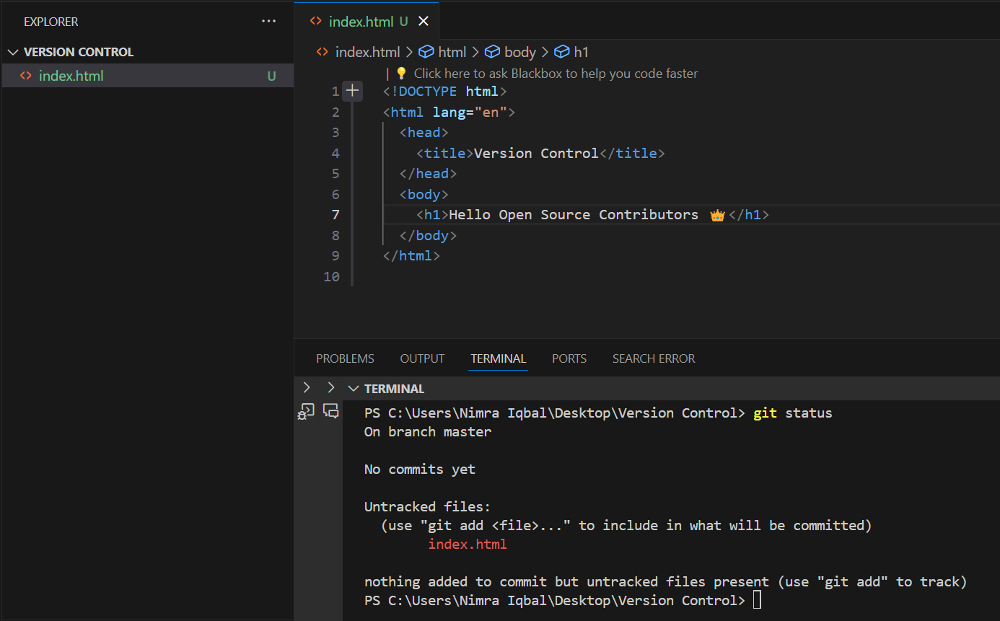 EXPLORER
VERSION CONTROL
index.html U
index.html U
index.html > html > body > h1
| 💡 Click here to ask Blackbox to help you code faster
1 <!DOCTYPE html>
2 <html lang="en">
3 <head>
4 <title>Version Control</title>
5 </head>
6 <body>
7 <h1>Hello Open Source Contributors 👑</h1>
8 </body>
9 </html>
10
PROBLEMS OUTPUT TERMINAL PORTS SEARCH ERROR
TERMINAL
PS C:\Users\Nimra Iqbal\Desktop\Version Control> git status
On branch master
No commits yet
Untracked files:
(use "git add <file>..." to include in what will be committed)
index.html
nothing added to commit but untracked files present (use "git add" to track)
PS C:\Users\Nimra Iqbal\Desktop\Version Control>